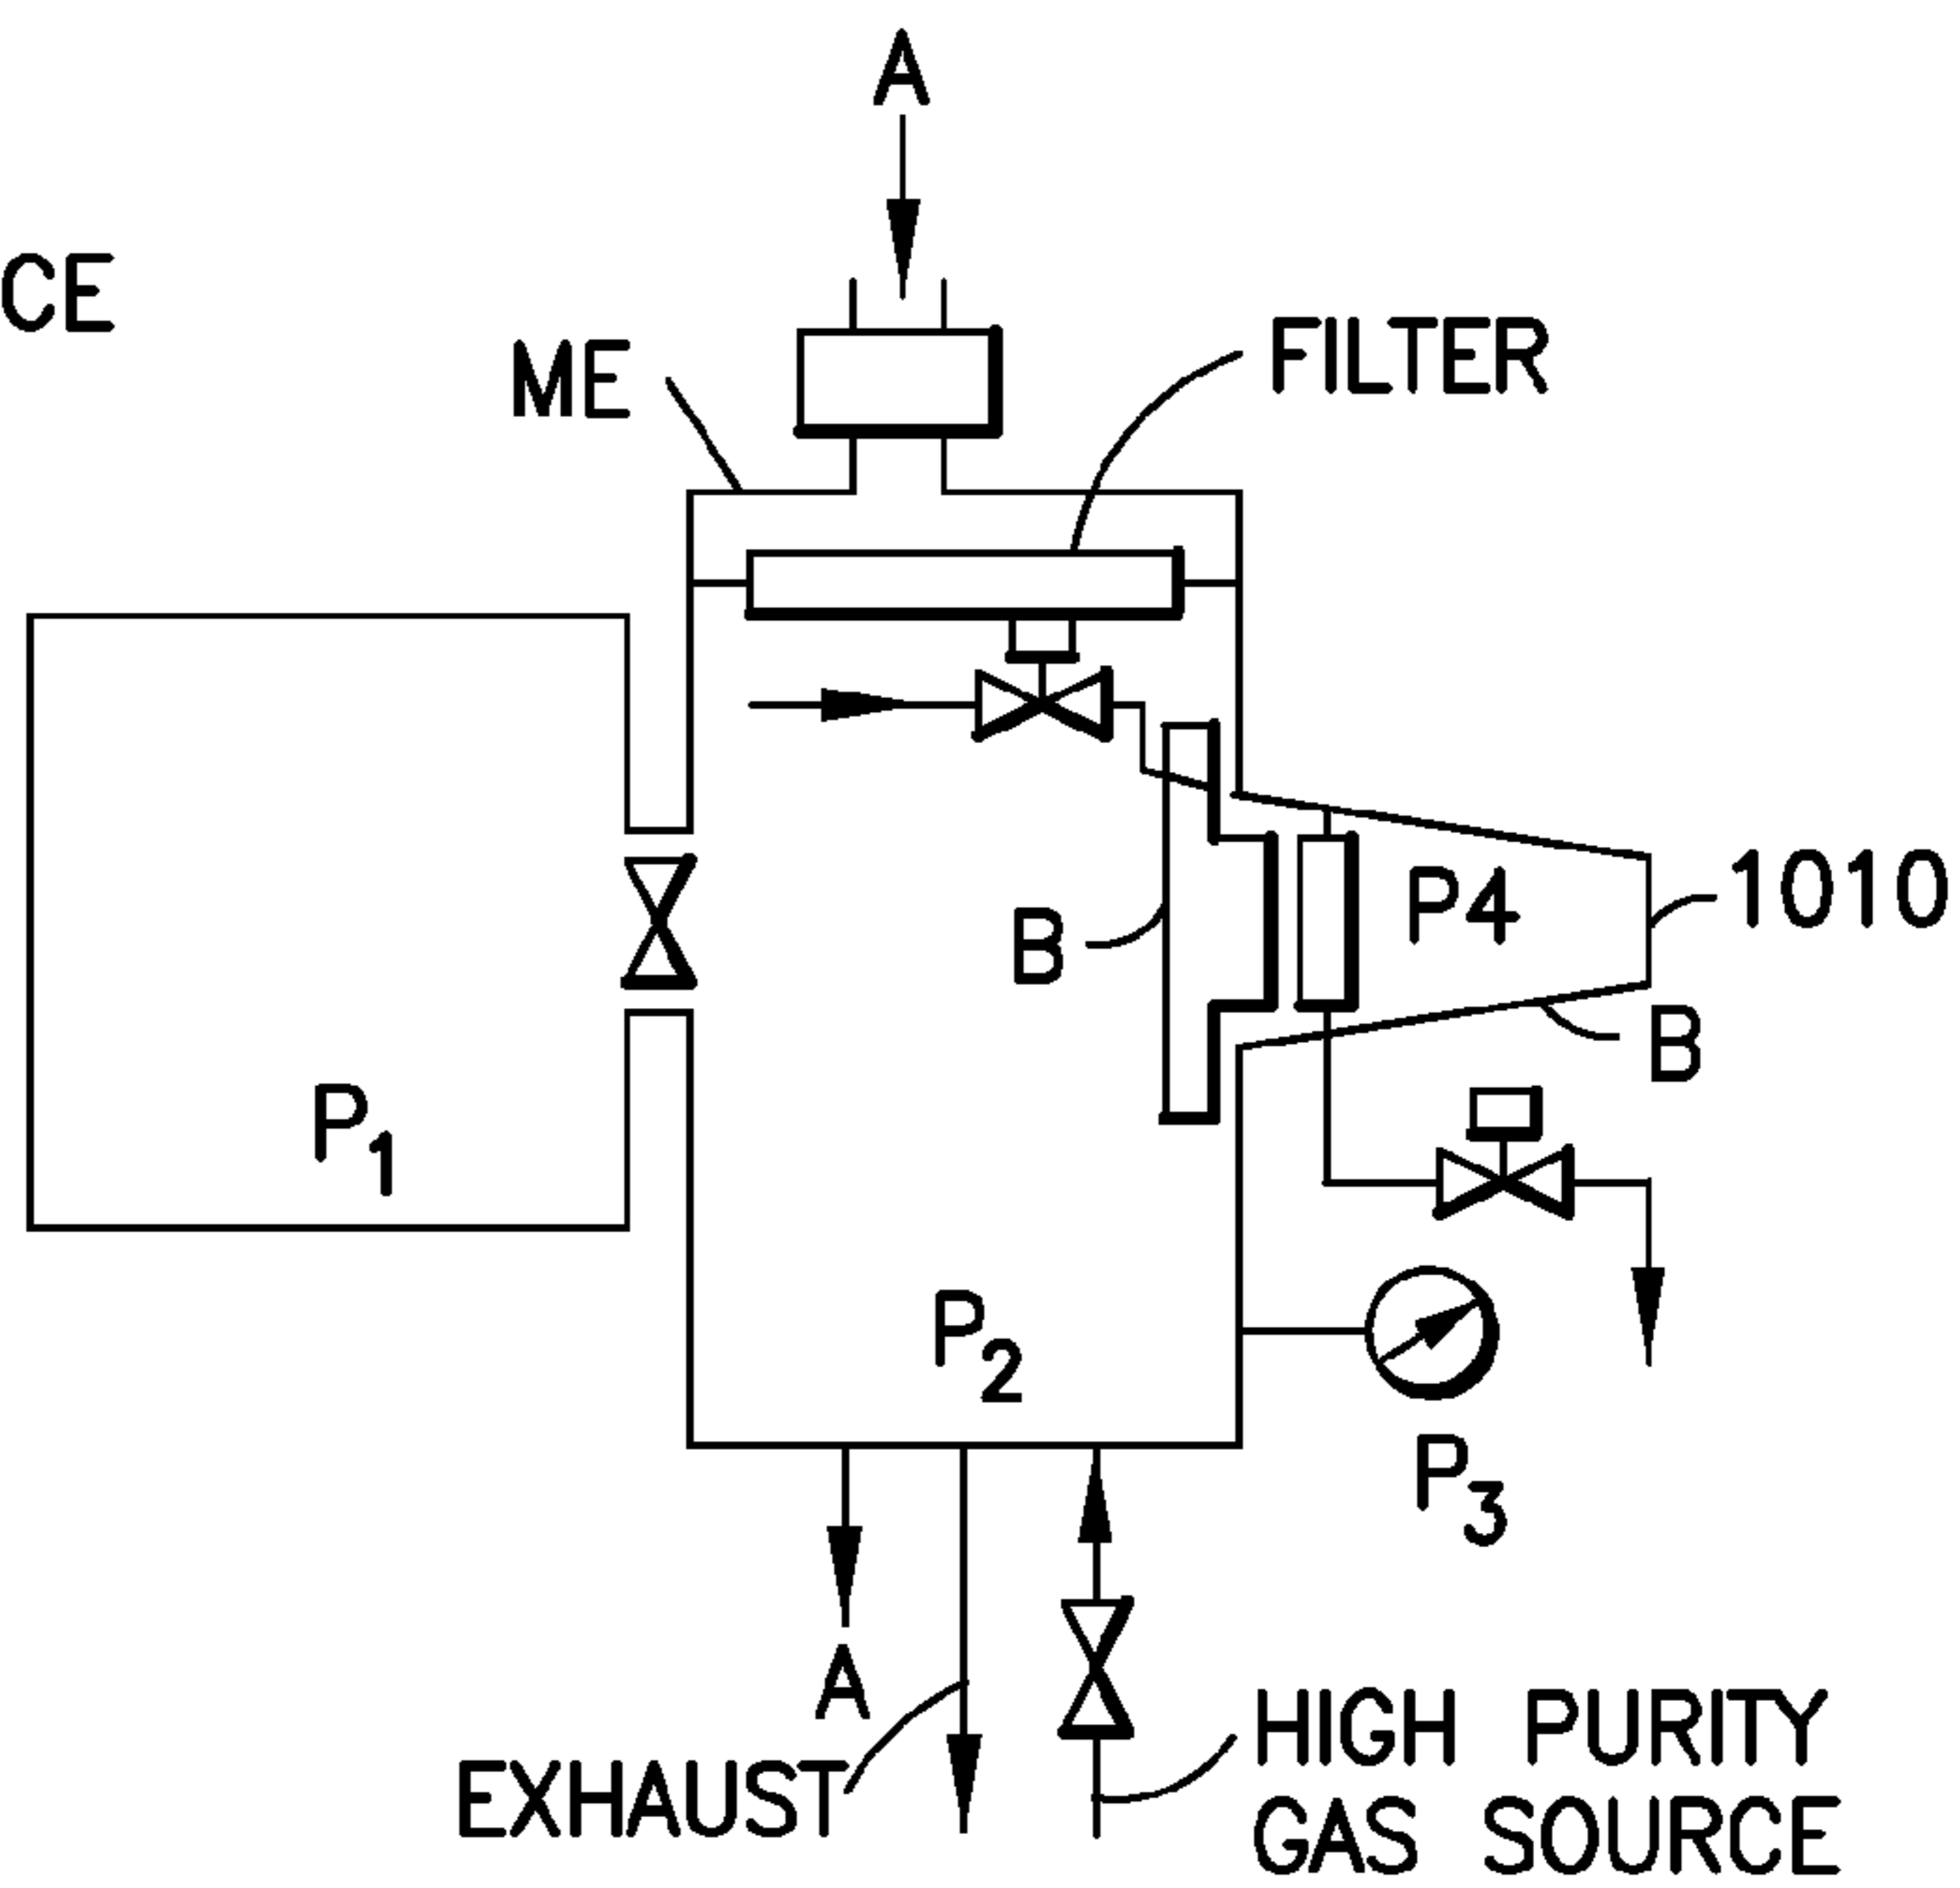 A
CE
ME
FILTER
1010
P4
B
B
P1
P2
P3
A
EXHAUST
HIGH PURITY
GAS SOURCE